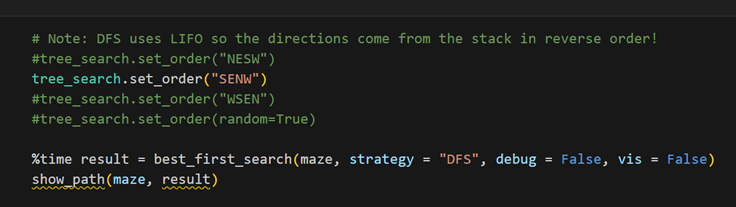 # Note: DFS uses LIFO so the directions come from the stack in reverse order!
#tree_search.set_order("NESW")
tree_search.set_order("SENW")
#tree_search.set_order("WSEN")
#tree_search.set_order(random=True)
%time result = best_first_search(maze, strategy = "DFS", debug = False, vis = False)
show_path(maze, result)